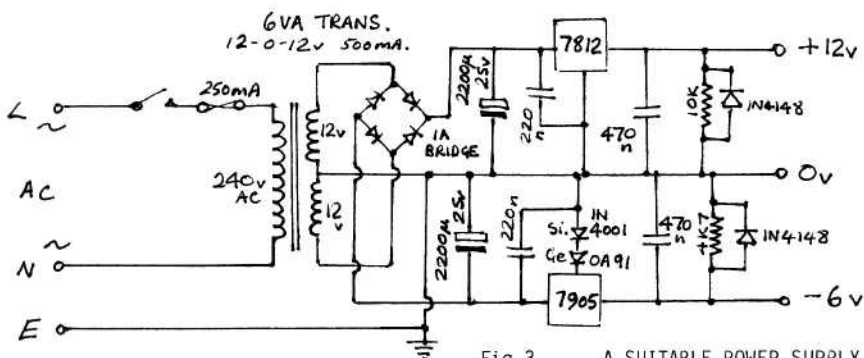 6VA TRANS.
12-0-12v 500mA.
250mA
L
~
AC
N
~
E
240v
AC
12v
12
v
1A
BRIDGE
2200μ
25v
220
n
7812
470
n
10K
IN4148
+12v
0v
2200μ
25v
220n
Si.
IN
4001
Ge
OA91
7905
470
n
4K7
IN4148
-6v
Fig 3 A SUITABLE POWER SUPPLY